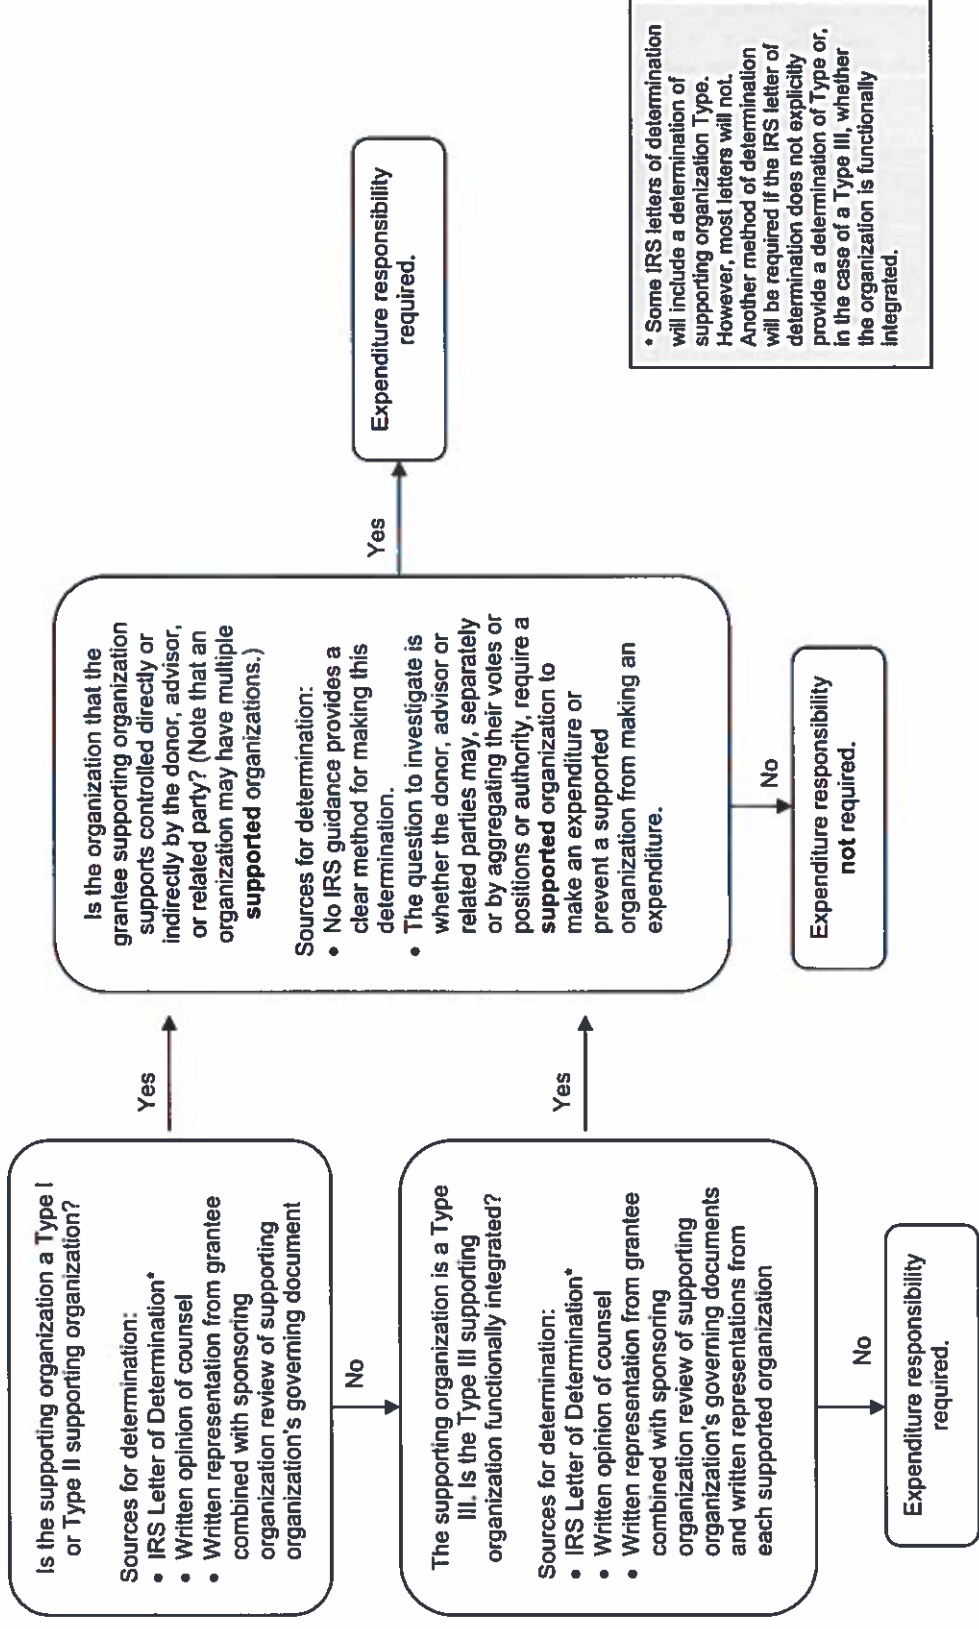 Is the supporting organization a Type I
or Type II supporting organization?
Sources for determination:
• IRS Letter of Determination*
• Written opinion of counsel
• Written representation from grantee
combined with sponsoring
organization review of supporting
organization's governing document
Yes
No
The supporting organization is a Type
III. Is the Type III supporting
organization functionally integrated?
Sources for determination:
• IRS Letter of Determination*
• Written opinion of counsel
• Written representation from grantee
combined with sponsoring
organization review of supporting
organization's governing documents
and written representations from
each supported organization
Yes
No
Expenditure responsibility
required.
Is the organization that the
grantee supporting organization
supports controlled directly or
indirectly by the donor, advisor,
or related party? (Note that an
organization may have multiple
supported organizations.)
Sources for determination:
• No IRS guidance provides a
clear method for making this
determination.
• The question to investigate is
whether the donor, advisor or
related parties may, separately
or by aggregating their votes or
positions or authority, require a
supported organization to
make an expenditure or
prevent a supported
organization from making an
expenditure.
Yes
Expenditure responsibility
required.
No
Expenditure responsibility
not required.
* Some IRS letters of determination
will include a determination of
supporting organization Type.
However, most letters will not.
Another method of determination
will be required if the IRS letter of
determination does not explicitly
provide a determination of Type or,
in the case of a Type III, whether
the organization is functionally
integrated.